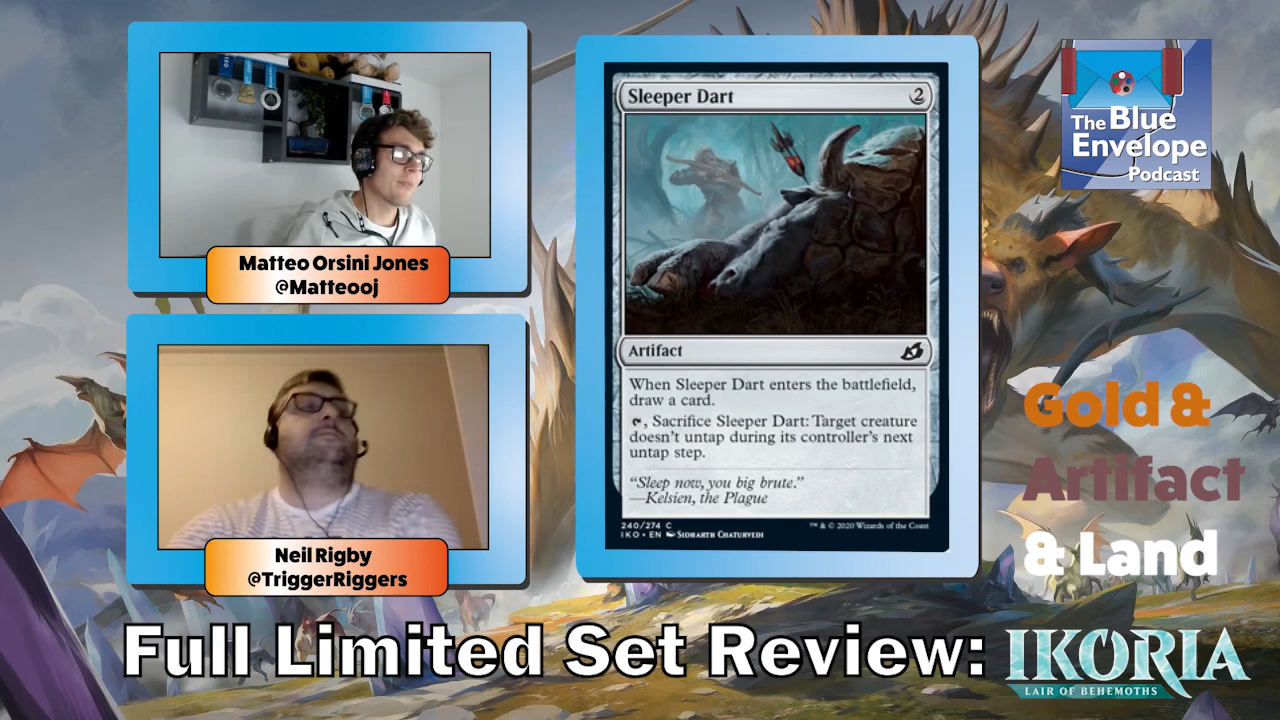 Matteo Orsini Jones
@Matteooj
Neil Rigby
@TriggerRiggers
Sleeper Dart
2
Artifact
When Sleeper Dart enters the battlefield,
draw a card.
, Sacrifice Sleeper Dart: Target creature
doesn't untap during its controller's next
untap step.
"Sleep now, you big brute."
—Kelsien, the Plague
240/274 C
™ & © 2020 Wizards of the Coast
IKO • EN Sidharth Chaturvedi
The Blue
Envelope
Podcast
Gold &
Artifact
& Land
Full Limited Set Review:
IKORIA
LAIR OF BEHEMOTHS